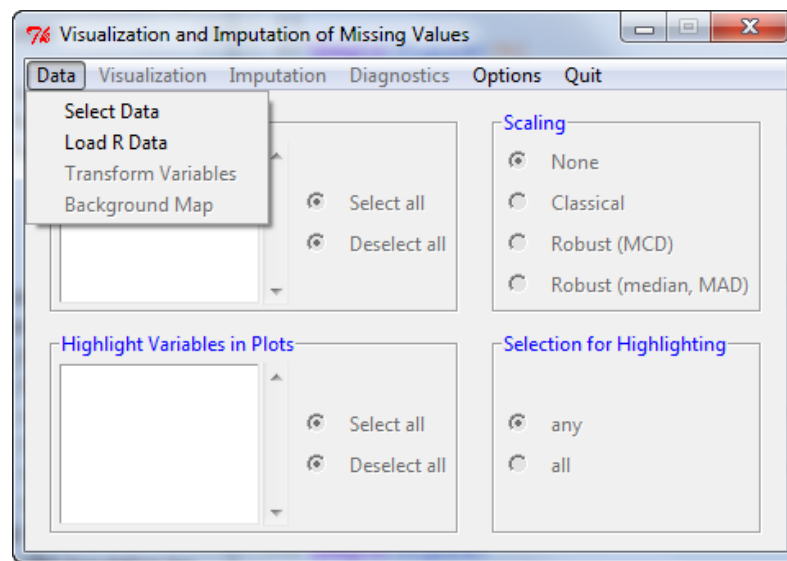 Visualization and Imputation of Missing Values
Data Visualization Imputation Diagnostics Options Quit
Select Data
Load R Data
Transform Variables
Background Map
Select all
Deselect all
Scaling
None
Classical
Robust (MCD)
Robust (median, MAD)
Highlight Variables in Plots
Select all
Deselect all
Selection for Highlighting
any
all